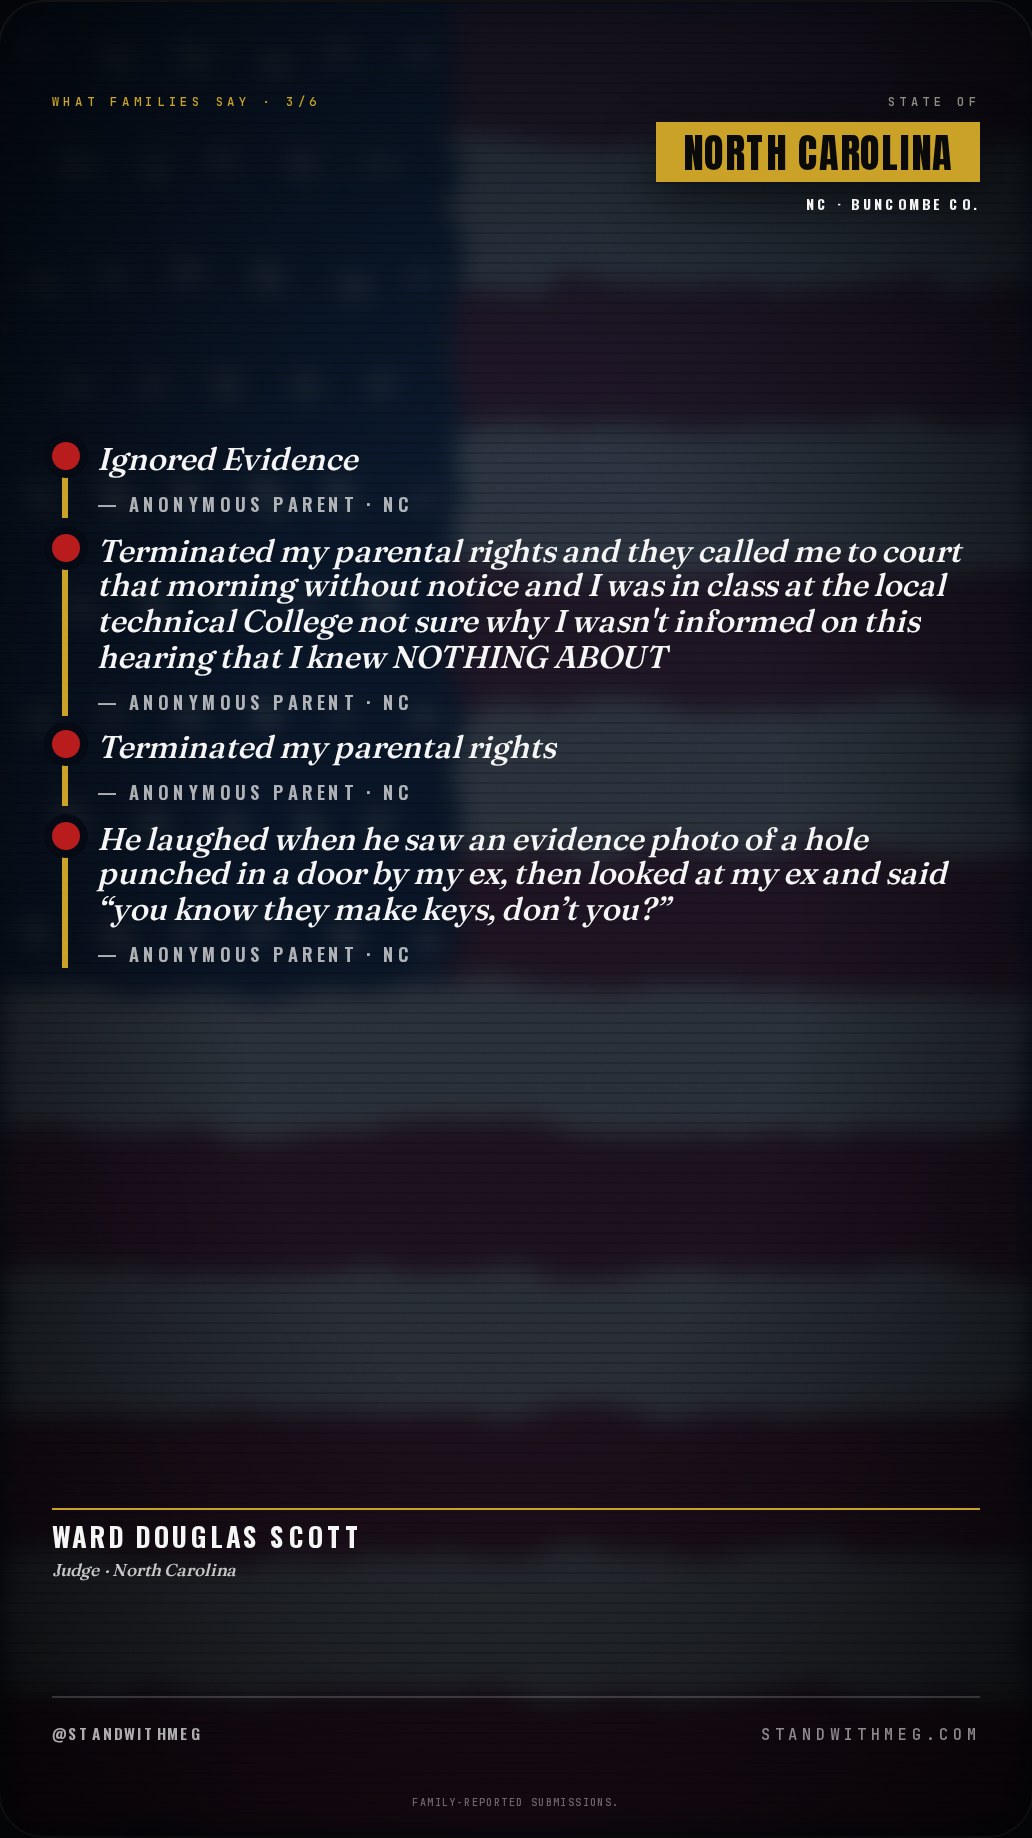 WHAT FAMILIES SAY · 3/6
STATE OF
NORTH CAROLINA
NC · BUNCOMBE CO.
Ignored Evidence
— ANONYMOUS PARENT · NC
Terminated my parental rights and they called me to court
that morning without notice and I was in class at the local
technical College not sure why I wasn't informed on this
hearing that I knew NOTHING ABOUT
— ANONYMOUS PARENT · NC
Terminated my parental rights
— ANONYMOUS PARENT · NC
He laughed when he saw an evidence photo of a hole
punched in a door by my ex, then looked at my ex and said
“you know they make keys, don’t you?”
— ANONYMOUS PARENT · NC
WARD DOUGLAS SCOTT
Judge · North Carolina
@STANDWITHMEG
STANDWITHMEG.COM
FAMILY-REPORTED SUBMISSIONS.